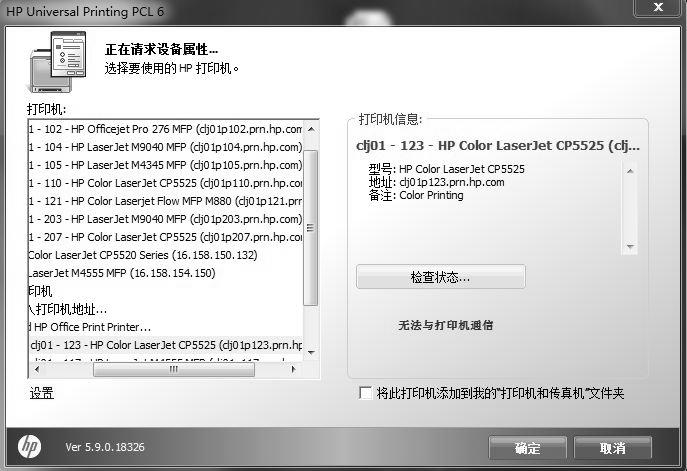 HP Universal Printing PCL 6
正在请求设备属性...
选择要使用的 HP 打印机。
打印机:
1 - 102 - HP Officejet Pro 276 MFP (clj01p102.prn.hp.com
1 - 104 - HP LaserJet M9040 MFP (clj01p104.prn.hp.com)
1 - 105 - HP LaserJet M4345 MFP (clj01p105.prn.hp.com)
1 - 110 - HP Color LaserJet CP5525 (clj01p110.prn.hp.com
1 - 121 - HP Color Laserjet Flow MFP M880 (clj01p121.prn
1 - 203 - HP LaserJet M9040 MFP (clj01p203.prn.hp.com)
1 - 207 - HP Color LaserJet CP5525 (clj01p207.prn.hp.com
Color LaserJet CP5520 Series (16.158.150.132)
LaserJet M4555 MFP (16.158.154.150)
印机
\打印机地址...
d HP Office Print Printer...
clj01 - 123 - HP Color LaserJet CP5525 (clj01p123.prn.hp
设置
打印机信息:
clj01 - 123 - HP Color LaserJet CP5525 (clj...
型号: HP Color LaserJet CP5525
地址: clj01p123.prn.hp.com
备注: Color Printing
检查状态...
无法与打印机通信
将此打印机添加到我的"打印机和传真机"文件夹
hp
Ver 5.9.0.18326
确定
取消